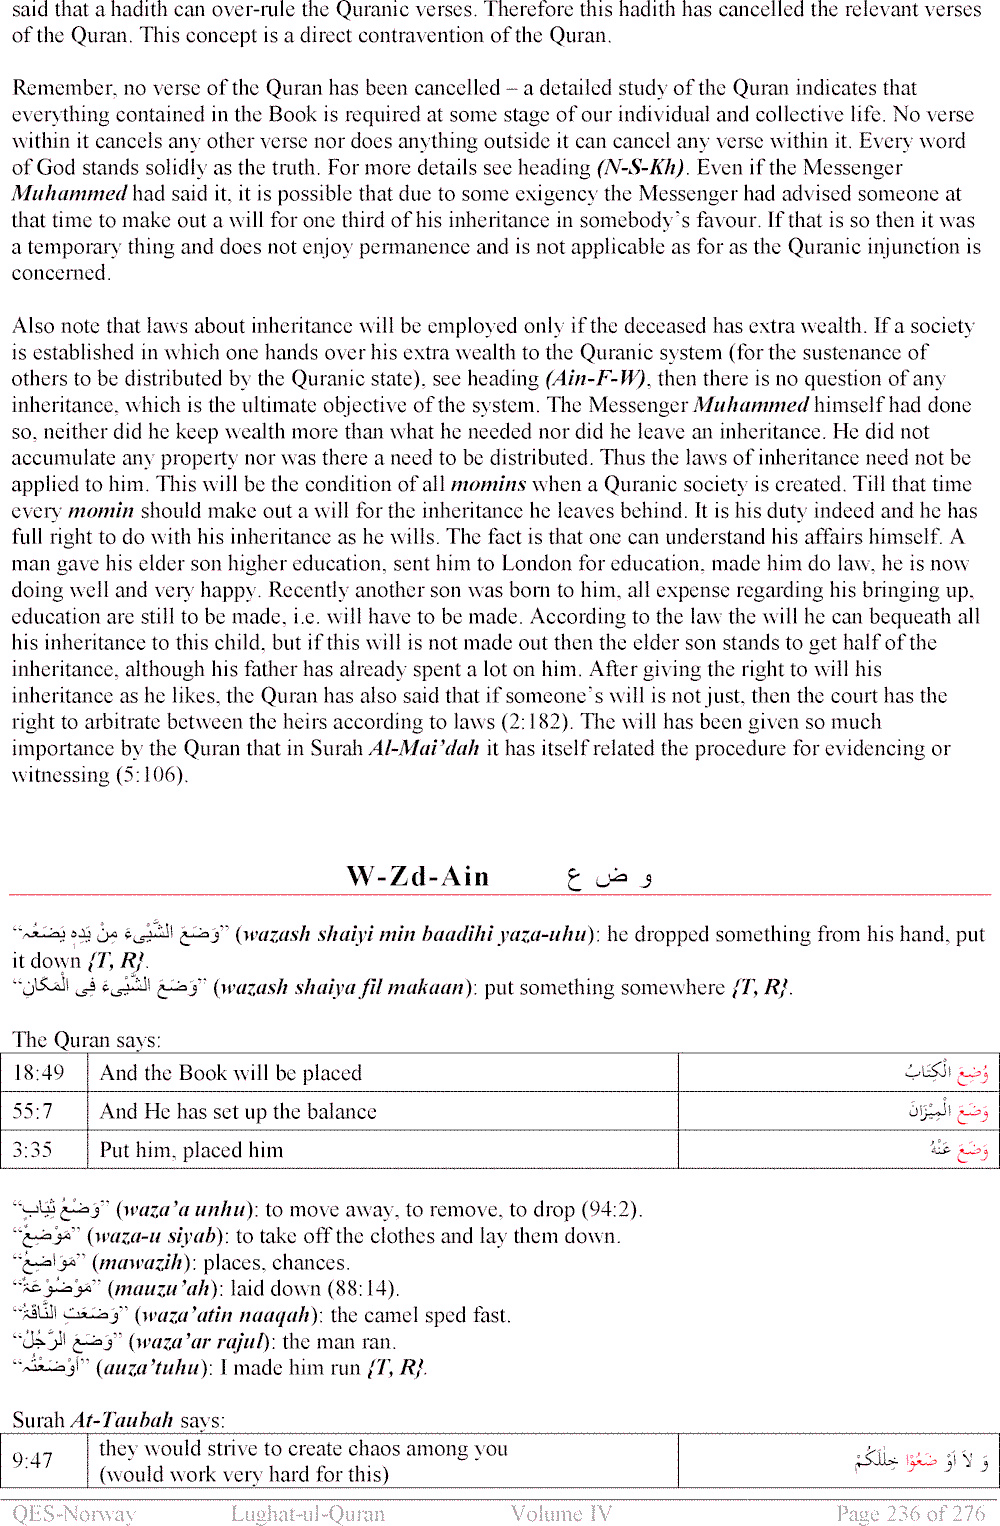 said that a hadith can over-rule the Quranic verses. Therefore this hadith has cancelled the relevant verses
of the Quran. This concept is a direct contravention of the Quran.
Remember, no verse of the Quran has been cancelled – a detailed study of the Quran indicates that
everything contained in the Book is required at some stage of our individual and collective life. No verse
within it cancels any other verse nor does anything outside it can cancel any verse within it. Every word
of God stands solidly as the truth. For more details see heading (N-S-Kh). Even if the Messenger
Muhammed had said it, it is possible that due to some exigency the Messenger had advised someone at
that time to make out a will for one third of his inheritance in somebody’s favour. If that is so then it was
a temporary thing and does not enjoy permanence and is not applicable as for as the Quranic injunction is
concerned.
Also note that laws about inheritance will be employed only if the deceased has extra wealth. If a society
is established in which one hands over his extra wealth to the Quranic system (for the sustenance of
others to be distributed by the Quranic state), see heading (Ain-F-W), then there is no question of any
inheritance, which is the ultimate objective of the system. The Messenger Muhammed himself had done
so, neither did he keep wealth more than what he needed nor did he leave an inheritance. He did not
accumulate any property nor was there a need to be distributed. Thus the laws of inheritance need not be
applied to him. This will be the condition of all momins when a Quranic society is created. Till that time
every momin should make out a will for the inheritance he leaves behind. It is his duty indeed and he has
full right to do with his inheritance as he wills. The fact is that one can understand his affairs himself. A
man gave his elder son higher education, sent him to London for education, made him do law, he is now
doing well and very happy. Recently another son was born to him, all expense regarding his bringing up,
education are still to be made, i.e. will have to be made. According to the law the will he can bequeath all
his inheritance to this child, but if this will is not made out then the elder son stands to get half of the
inheritance, although his father has already spent a lot on him. After giving the right to will his
inheritance as he likes, the Quran has also said that if someone’s will is not just, then the court has the
right to arbitrate between the heirs according to laws (2:182). The will has been given so much
importance by the Quran that in Surah Al-Mai’dah it has itself related the procedure for evidencing or
witnessing (5:106).
W-Zd-Ain و ض ع
“وَضَعَ الشَّيْىءَ مِنْ يَدِهٖ يَضَعُہ” (wazash shaiyi min baadihi yaza-uhu): he dropped something from his hand, put
it down {T, R}.
“وَضَعَ الشَّيْىءَ فِى الْمَكَانِ” (wazash shaiya fil makaan): put something somewhere {T, R}.
The Quran says:
18:49 And the Book will be placed وُضِعَ الْكِتَابُ
55:7 And He has set up the balance وَضَعَ الْمِيْزَانَ
3:35 Put him, placed him وَضَعَ عَنْهُ
“وَضْعُ ثِيَابٍ” (waza’a unhu): to move away, to remove, to drop (94:2).
“مَوْضِعٌ” (waza-u siyab): to take off the clothes and lay them down.
“مَوَاضِعُ” (mawazih): places, chances.
“مَوْضُوْعَةٌ” (mauzu’ah): laid down (88:14).
“وَضَعَتِ النَّاقَةُ” (waza’atin naaqah): the camel sped fast.
“وَضَعَ الرَّجُلُ” (waza’ar rajul): the man ran.
“اَوْضَعْتُہ” (auza’tuhu): I made him run {T, R}.
Surah At-Taubah says:
9:47 they would strive to create chaos among you وَ لاَ اَوْ ضَعُوْا خِلٰلَكُمْ
(would work very hard for this)
QES-Norway Lughat-ul-Quran Volume IV Page 236 of 276